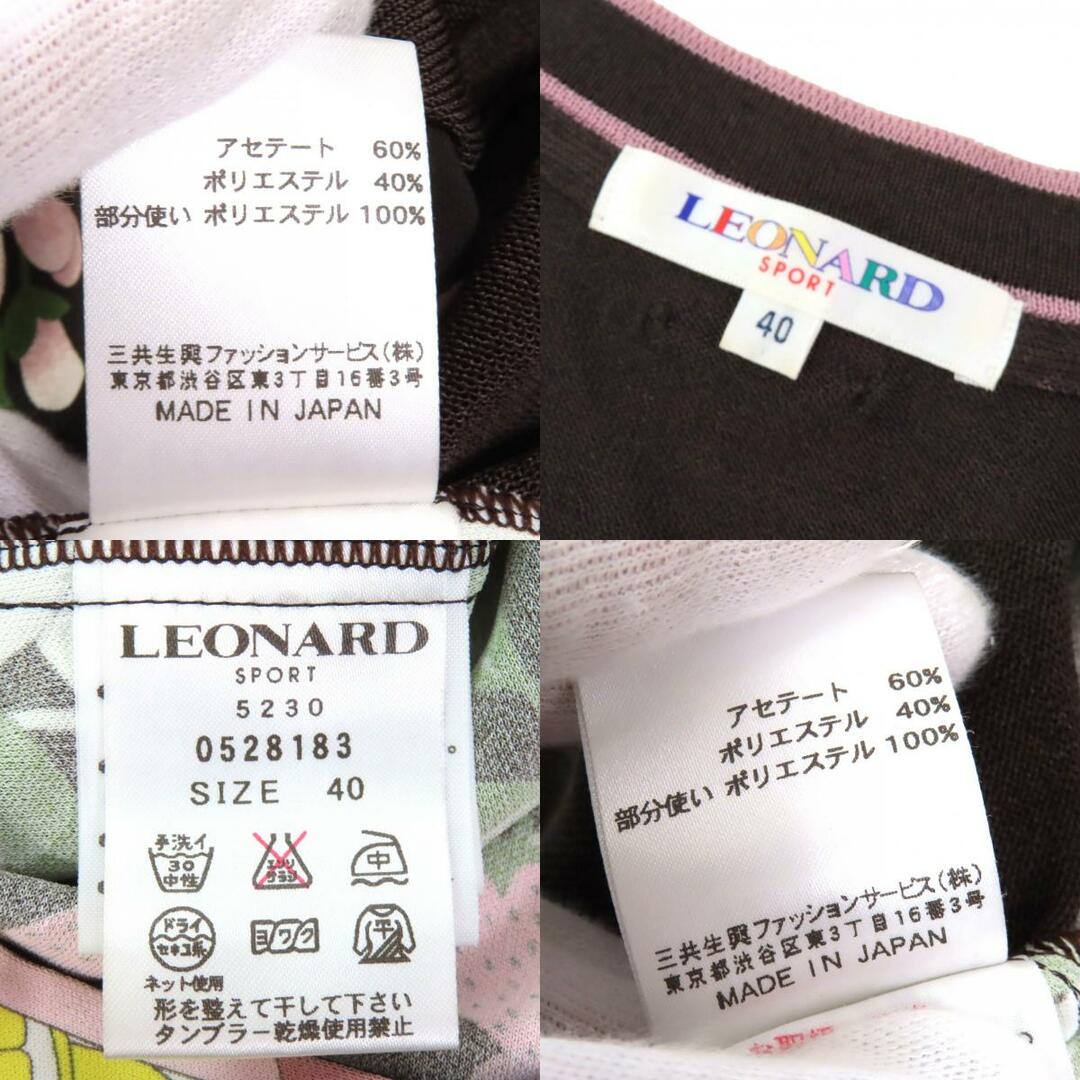 アセテート 60%
ポリエステル 40%
部分使い ポリエステル 100%
三共生興ファッションサービス(株)
東京都渋谷区東3丁目16番3号
MADE IN JAPAN
LEONARD
SPORT
40
LEONARD
SPORT
5230
0528183
SIZE 40
手洗イ
30
中性
エンソ
サラシ
中
ドライ
セキユ系
ヨワク
平
ネット使用
形を整えて干して下さい
タンブラー乾燥使用禁止
アセテート 60%
ポリエステル 40%
部分使い ポリエステル 100%
三共生興ファッションサービス(株)
東京都渋谷区東3丁目16番3号
MADE IN JAPAN